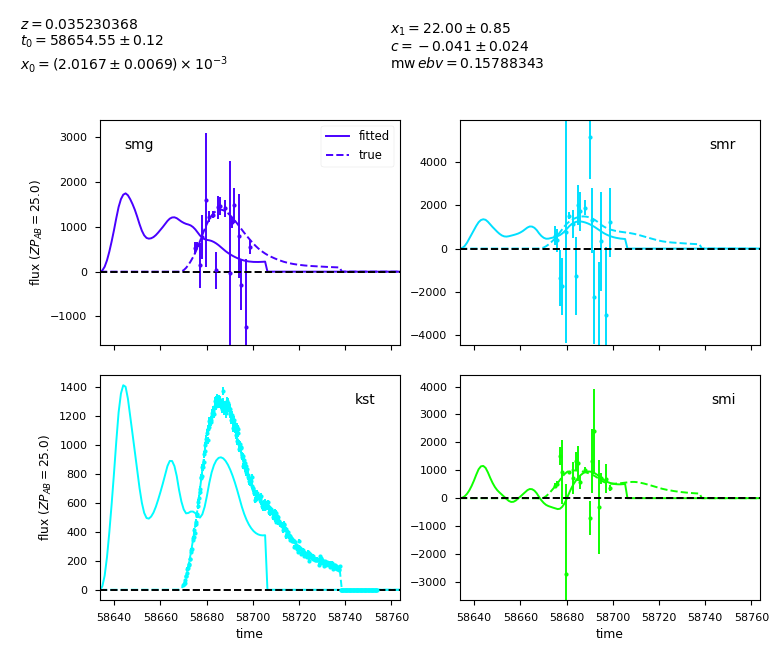 z = 0.035230368
t₀ = 58654.55 ± 0.12
x₀ = (2.0167 ± 0.0069) × 10⁻³
x₁ = 22.00 ± 0.85
c = −0.041 ± 0.024
mw ebv = 0.15788343
smg
fitted
true
3000
2000
1000
0
−1000
flux (ZP_AB = 25.0)
smr
4000
2000
0
−2000
−4000
kst
1400
1200
1000
800
600
400
200
0
flux (ZP_AB = 25.0)
58640 58660 58680 58700 58720 58740 58760
time
smi
4000
3000
2000
1000
0
−1000
−2000
−3000
58640 58660 58680 58700 58720 58740 58760
time